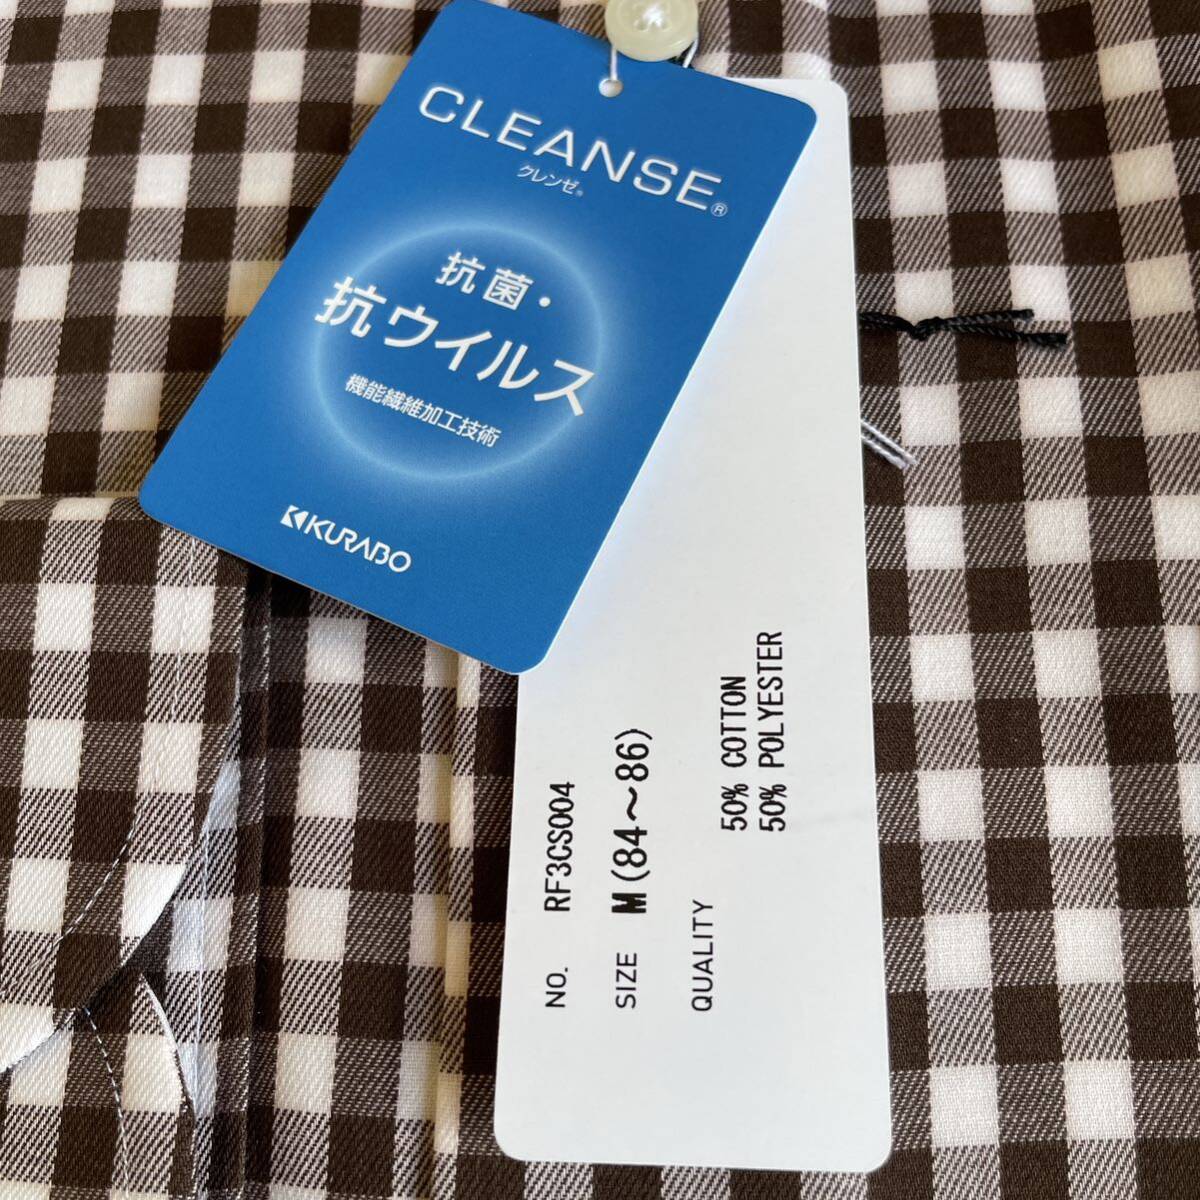 CLEANSE®
クレンゼ®
抗菌・
抗ウイルス
機能繊維加工技術
KURABO
NO. RF3CS004
SIZE M(84～86)
QUALITY
50% COTTON
50% POLYESTER